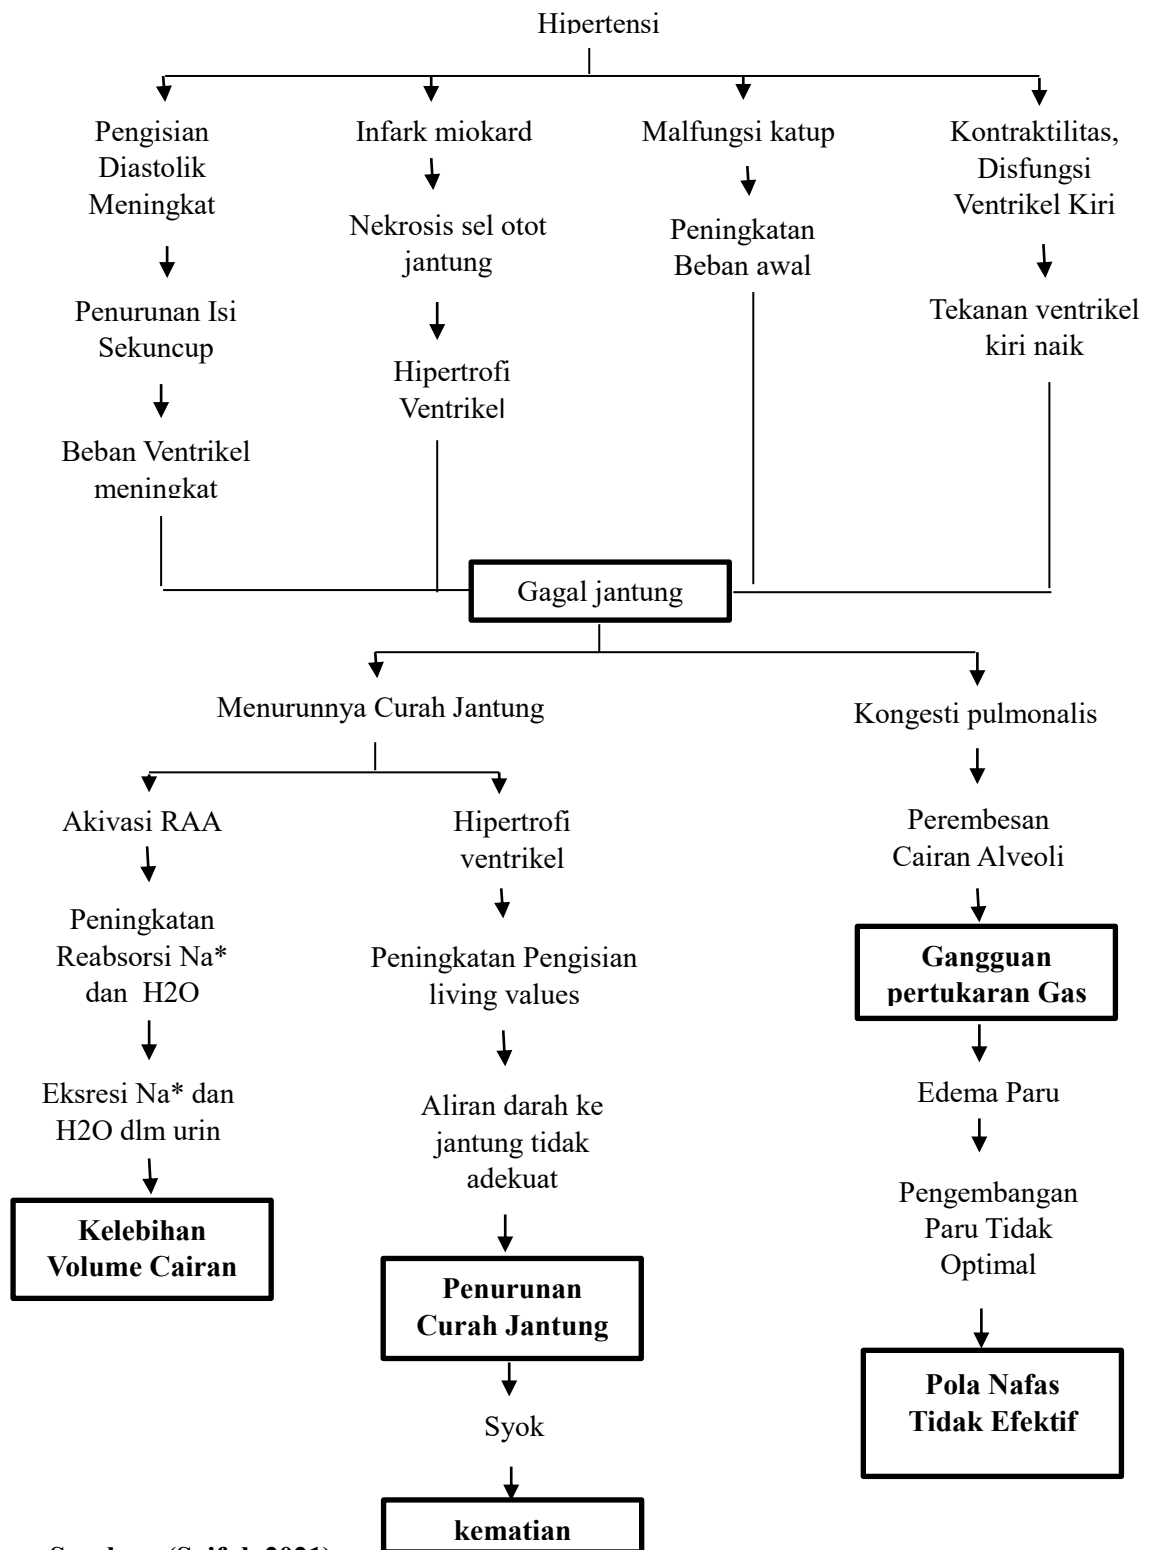 Hipertensi
Pengisian
Diastolik
Meningkat
Infark miokard
Malfungsi katup
Kontraktilitas,
Disfungsi
Ventrikel Kiri
Nekrosis sel otot
jantung
Peningkatan
Beban awal
Penurunan Isi
Sekuncup
Tekanan ventrikel
kiri naik
Hipertrofi
Ventrikel
Beban Ventrikel
meningkat
Gagal jantung
Menurunnya Curah Jantung
Kongesti pulmonalis
Akivasi RAA
Hipertrofi
ventrikel
Perembesan
Cairan Alveoli
Peningkatan
Reabsorsi Na*
dan H2O
Peningkatan Pengisian
living values
Gangguan
pertukaran Gas
Eksresi Na* dan
H2O dlm urin
Aliran darah ke
jantung tidak
adekuat
Edema Paru
Pengembangan
Paru Tidak
Optimal
Kelebihan
Volume Cairan
Penurunan
Curah Jantung
Pola Nafas
Tidak Efektif
Syok
kematian
2021)